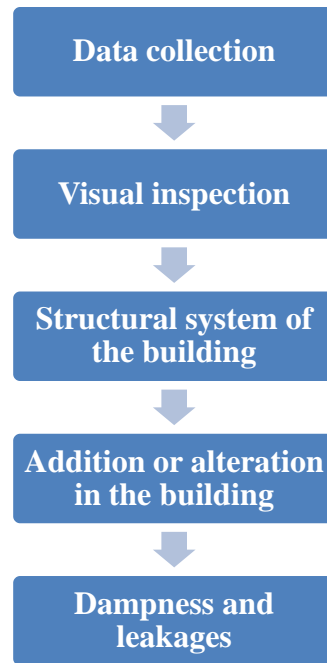 Data collection
Visual inspection
Structural system of
the building
Addition or alteration
in the building
Dampness and
leakages